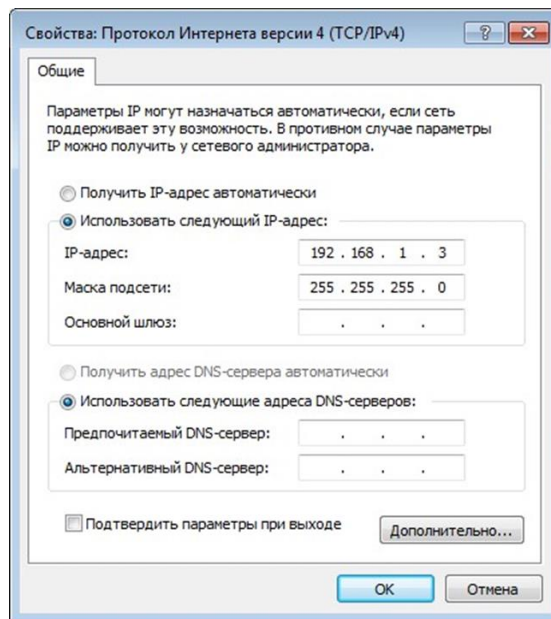 Свойства: Протокол Интернета версии 4 (TCP/IPv4)
Общие
Параметры IP могут назначаться автоматически, если сеть
поддерживает эту возможность. В противном случае параметры
IP можно получить у сетевого администратора.
Получить IP-адрес автоматически
Использовать следующий IP-адрес:
IP-адрес: 192 . 168 . 1 . 3
Маска подсети: 255 . 255 . 255 . 0
Основной шлюз: . . .
Получить адрес DNS-сервера автоматически
Использовать следующие адреса DNS-серверов:
Предпочитаемый DNS-сервер: . . .
Альтернативный DNS-сервер: . . .
Подтвердить параметры при выходе
Дополнительно...
OK Отмена